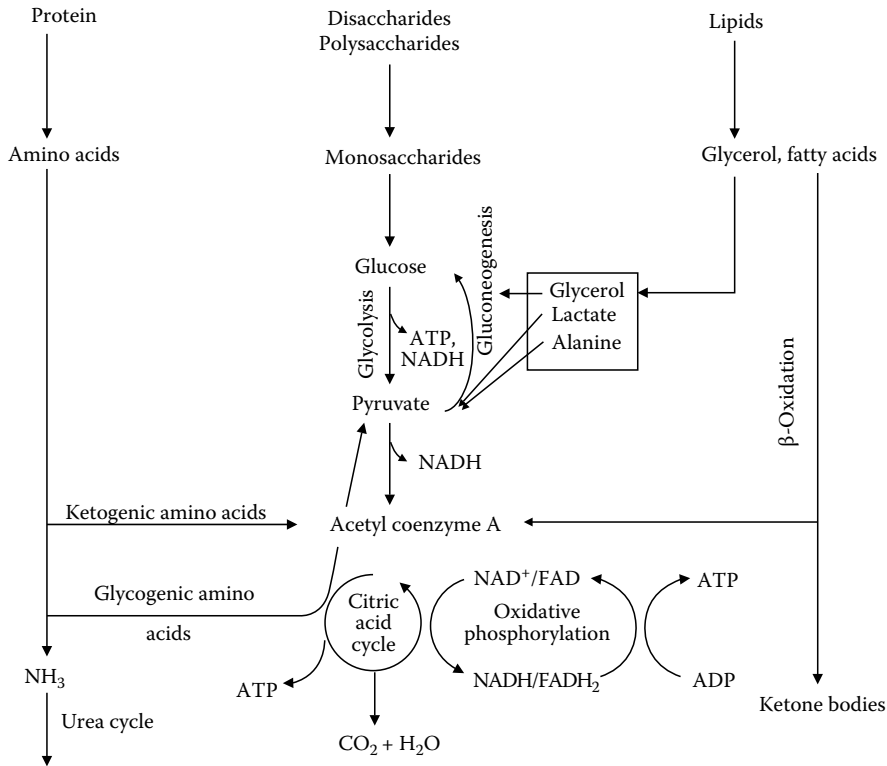 Protein
Disaccharides
Polysaccharides
Lipids
Amino acids
Monosaccharides
Glycerol, fatty acids
Glucose
Gluconeogenesis
Glycerol
Lactate
Alanine
Glycolysis
ATP,
NADH
β-Oxidation
Pyruvate
NADH
Ketogenic amino acids
Acetyl coenzyme A
Glycogenic amino
acids
Citric
acid
cycle
NAD⁺/FAD
Oxidative
phosphorylation
NADH/FADH₂
ATP
ADP
NH₃
ATP
Ketone bodies
Urea cycle
CO₂ + H₂O